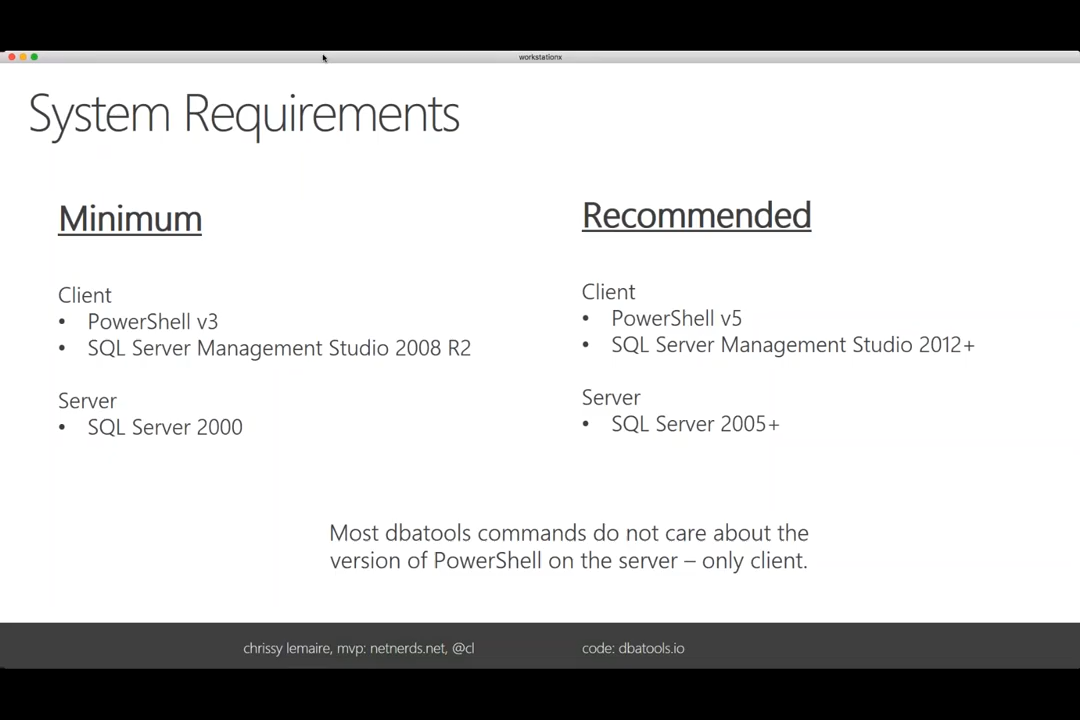 workstationx
System Requirements
Minimum
Client
• PowerShell v3
• SQL Server Management Studio 2008 R2
Server
• SQL Server 2000
Recommended
Client
• PowerShell v5
• SQL Server Management Studio 2012+
Server
• SQL Server 2005+
Most dbatools commands do not care about the
version of PowerShell on the server – only client.
chrissy lemaire, mvp: netnerds.net, @cl
code: dbatools.io